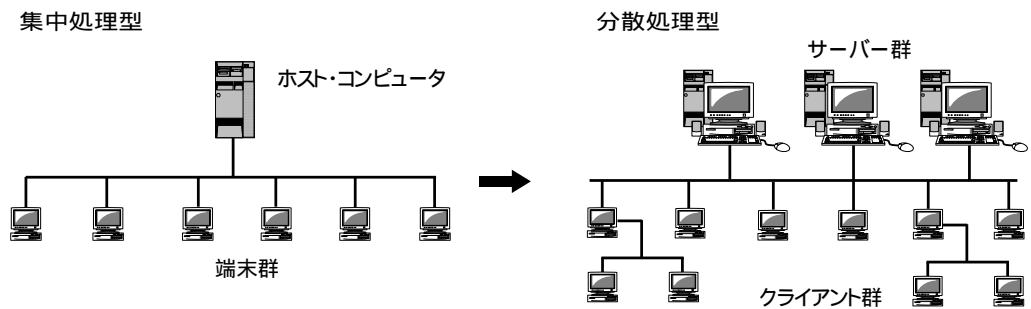 集中処理型
ホスト・コンピュータ
端末群
分散処理型
サーバー群
クライアント群